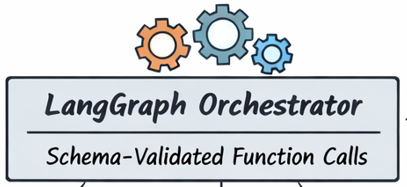 LangGraph Orchestrator
Schema-Validated Function Calls